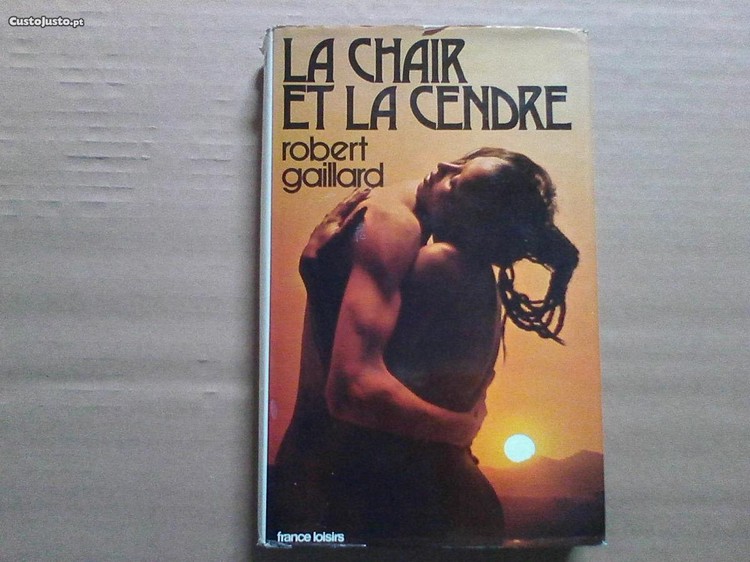 CustoJusto.pt
LA CHAIR
ET LA CENDRE
robert
gaillard
france loisirs